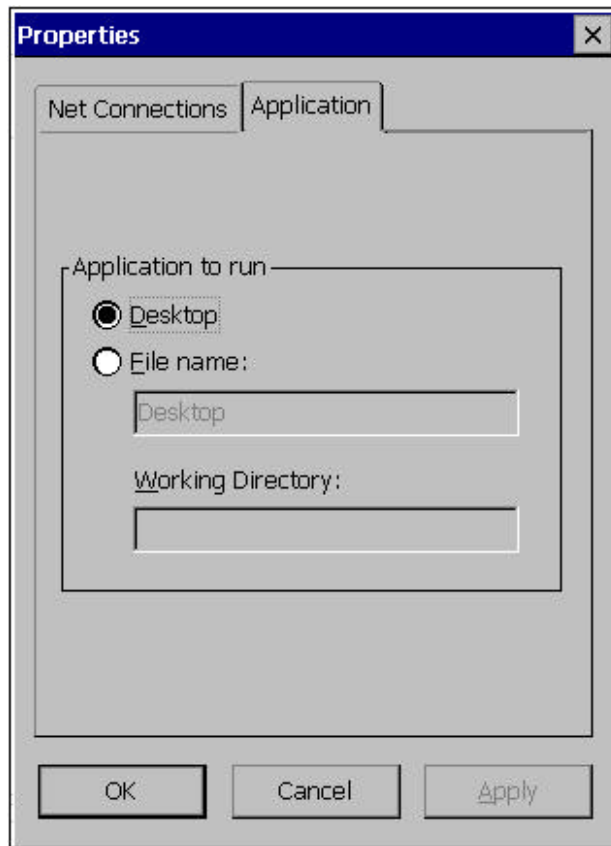 Properties
Net Connections
Application
Application to run
Desktop
File name:
Desktop
Working Directory:
OK
Cancel
Apply